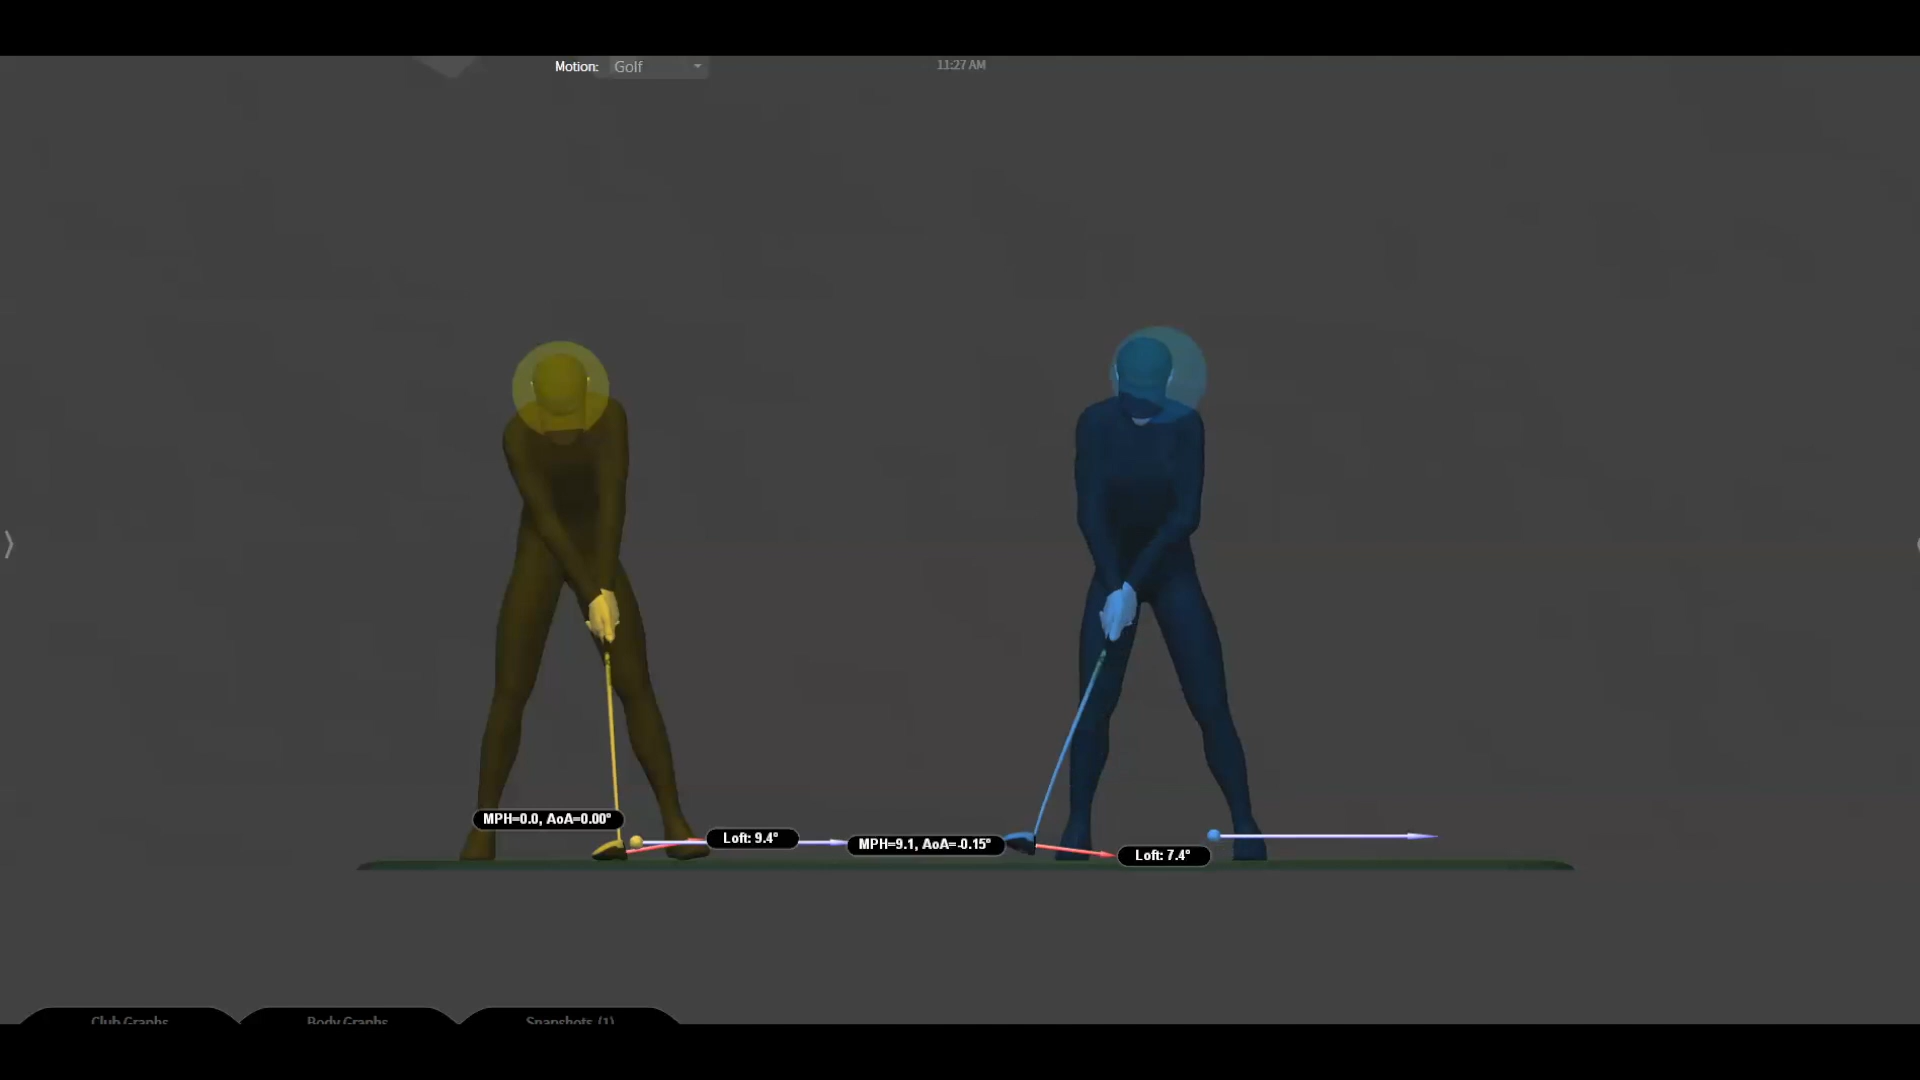 Motion: Golf
11:27 AM
MPH=0.0, AoA=0.00°
Loft: 9.4°
MPH=9.1, AoA=-0.15°
Loft: 7.4°
Club Graphs
Body Graphs
Snapshots (1)